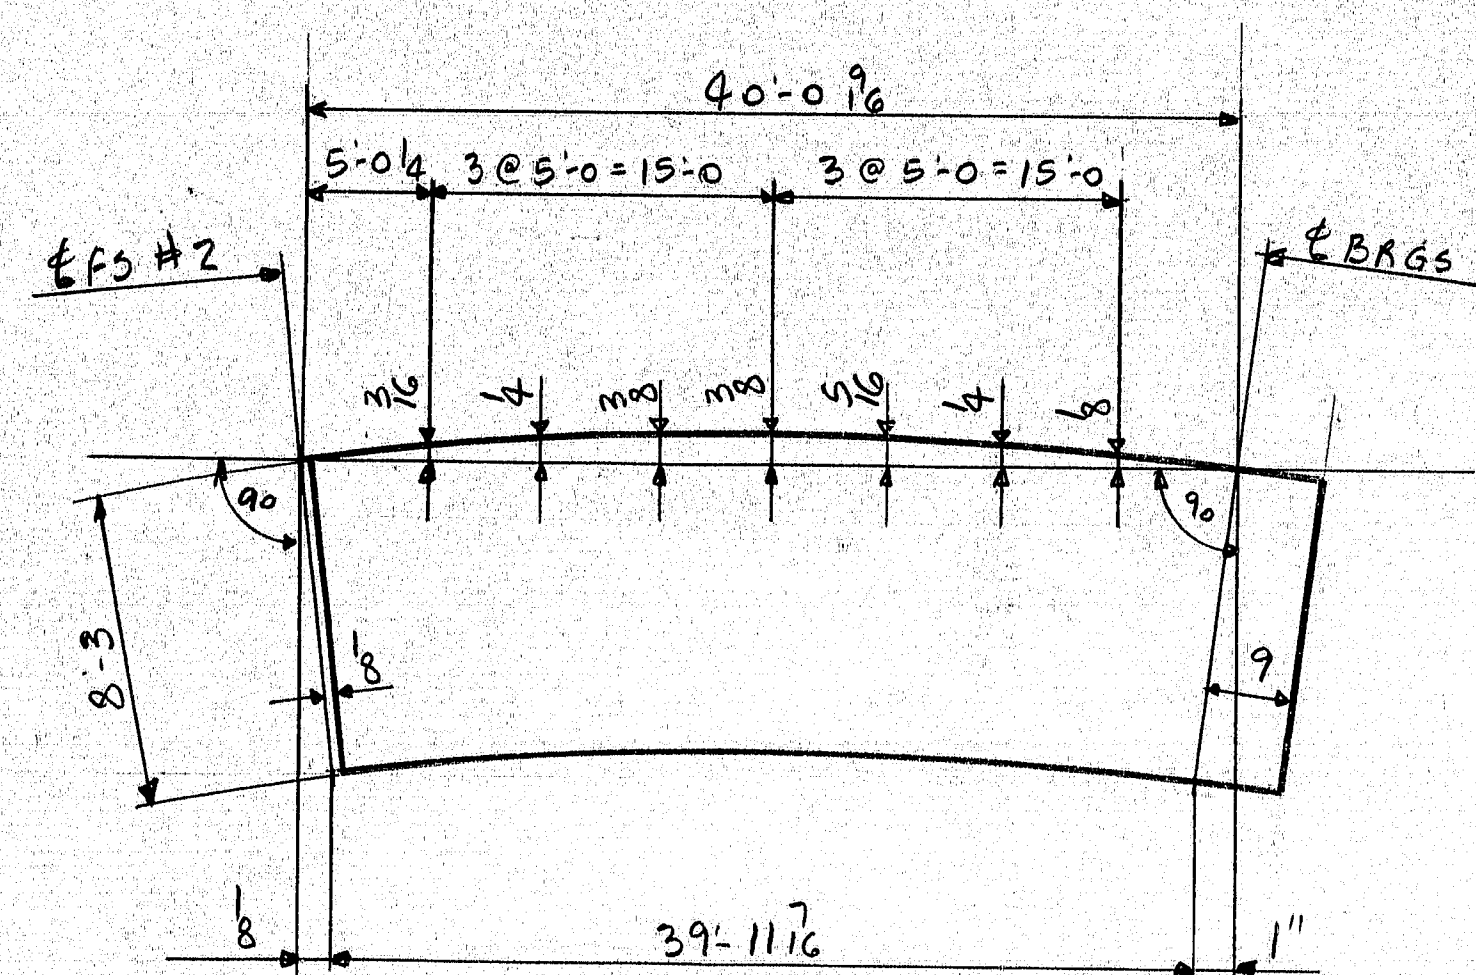 40'-0 9/16
5'-0 1/4 3 @ 5'-0 = 15'-0 3 @ 5'-0 = 15'-0
℄ FS #2 ℄ BRGS
3/16 1/4 3/8 3/8 5/16 1/4 1/8
90 90
8'-3 1/8 9
1/8 39'-11 7/16 1"